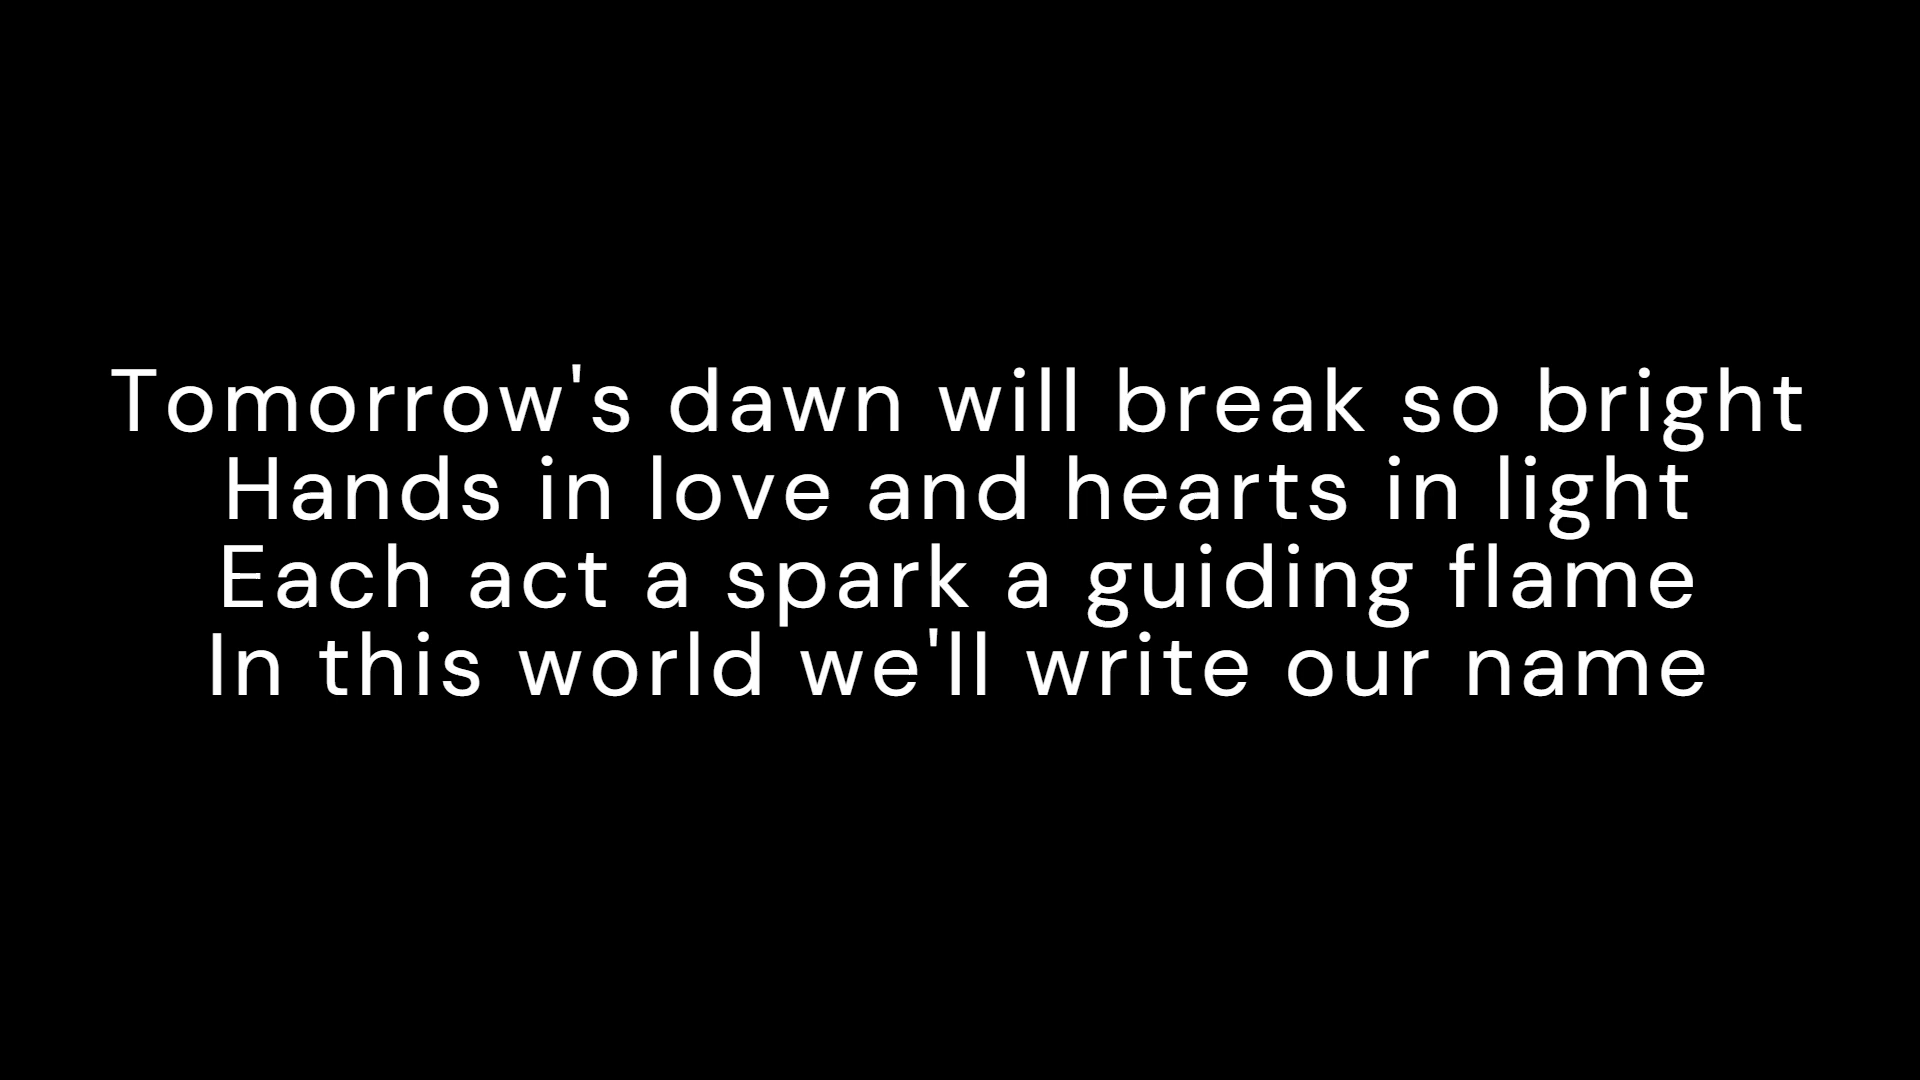 Tomorrow's dawn will break so bright
Hands in love and hearts in light
Each act a spark a guiding flame
In this world we'll write our name